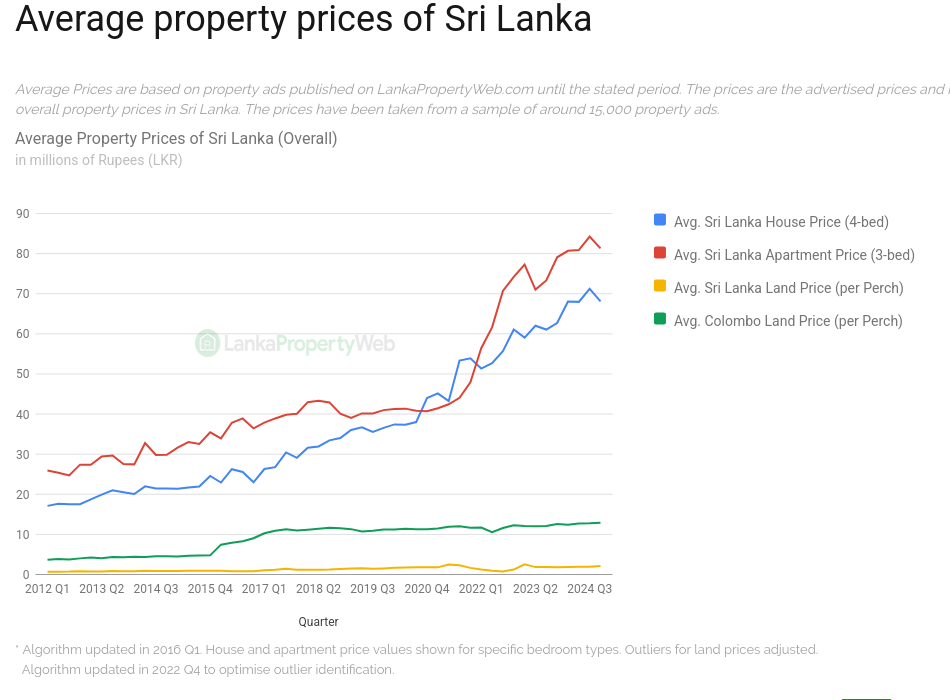 Average property prices of Sri Lanka
Average Prices are based on property ads published on LankaPropertyWeb.com until the stated period. The prices are the advertised prices and
overall property prices in Sri Lanka. The prices have been taken from a sample of around 15,000 property ads.
Average Property Prices of Sri Lanka (Overall)
in millions of Rupees (LKR)
90
80
70
60
50
40
30
20
10
0
LankaPropertyWeb
Avg. Sri Lanka House Price (4-bed)
Avg. Sri Lanka Apartment Price (3-bed)
Avg. Sri Lanka Land Price (per Perch)
Avg. Colombo Land Price (per Perch)
2012 Q1 2013 Q2 2014 Q3 2015 Q4 2017 Q1 2018 Q2 2019 Q3 2020 Q4 2022 Q1 2023 Q2 2024 Q3
Quarter
* Algorithm updated in 2016 Q1. House and apartment price values shown for specific bedroom types. Outliers for land prices adjusted.
Algorithm updated in 2022 Q4 to optimise outlier identification.